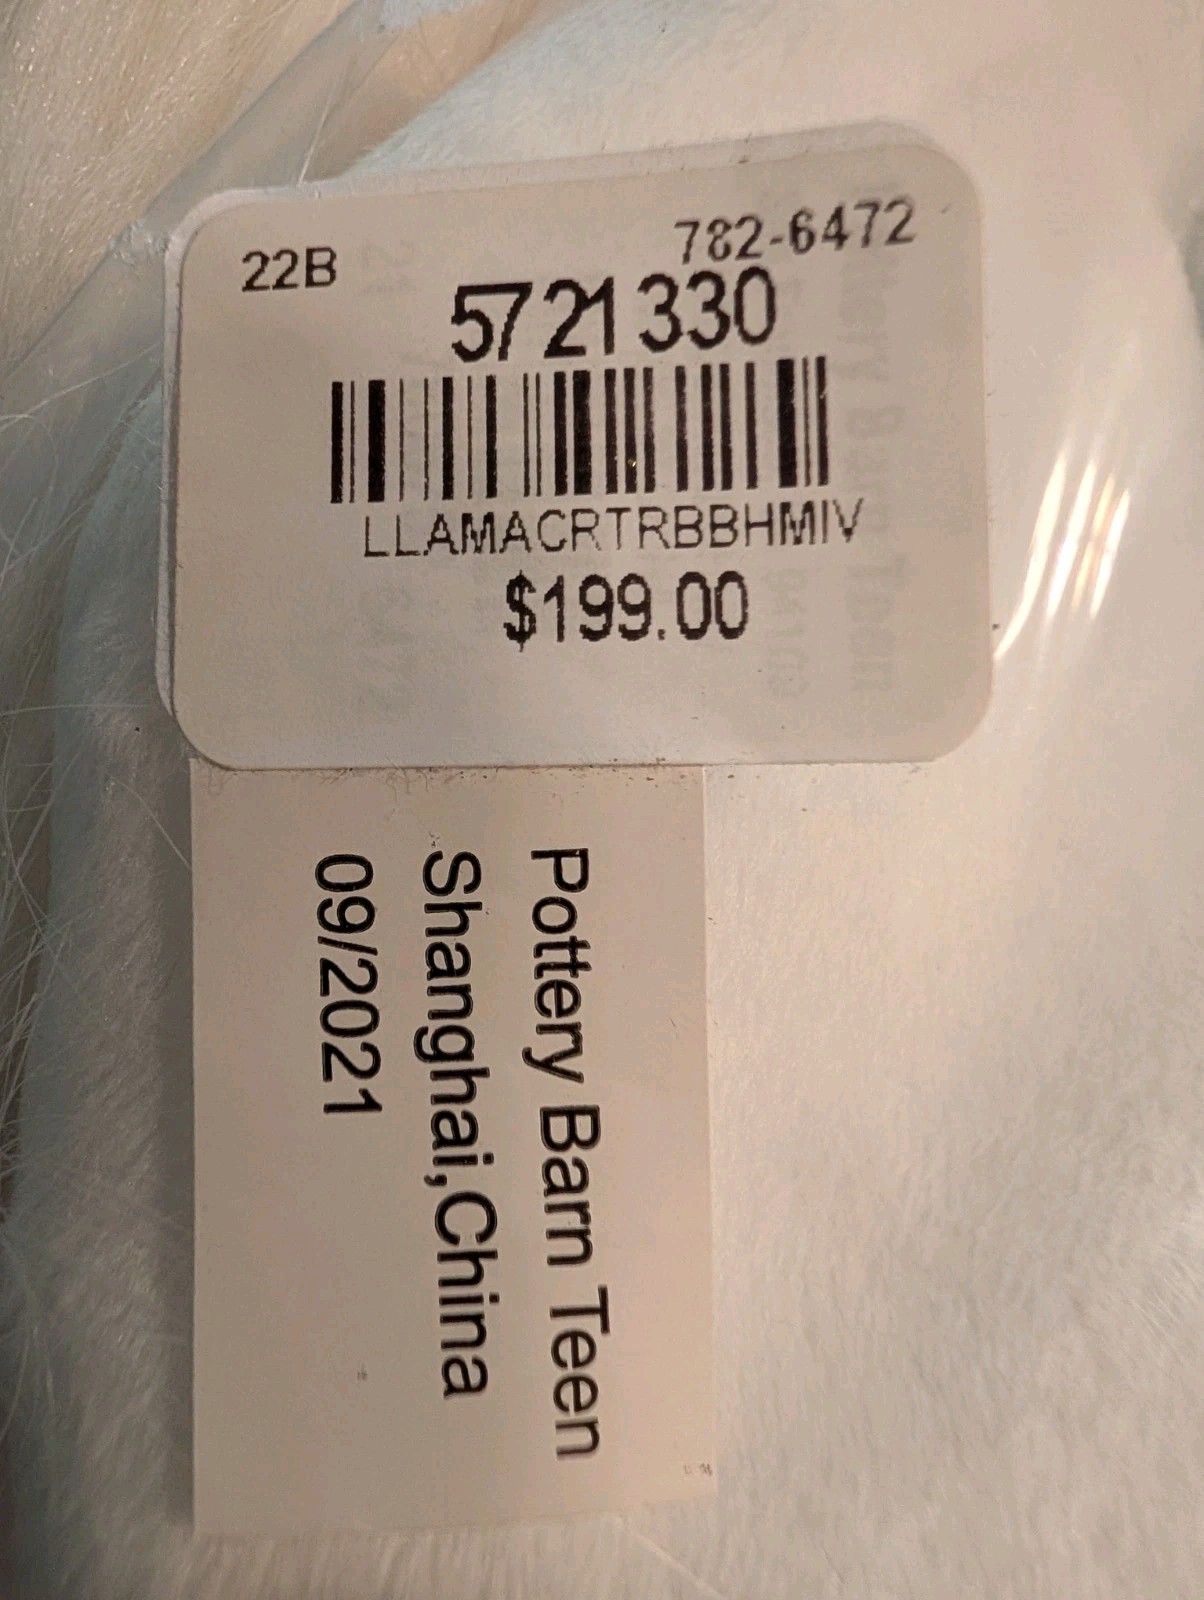 22B
782-6472
5721330
LLAMACRTRBBHMIV
$199.00
Pottery Barn Teen
Shanghai,China
09/2021